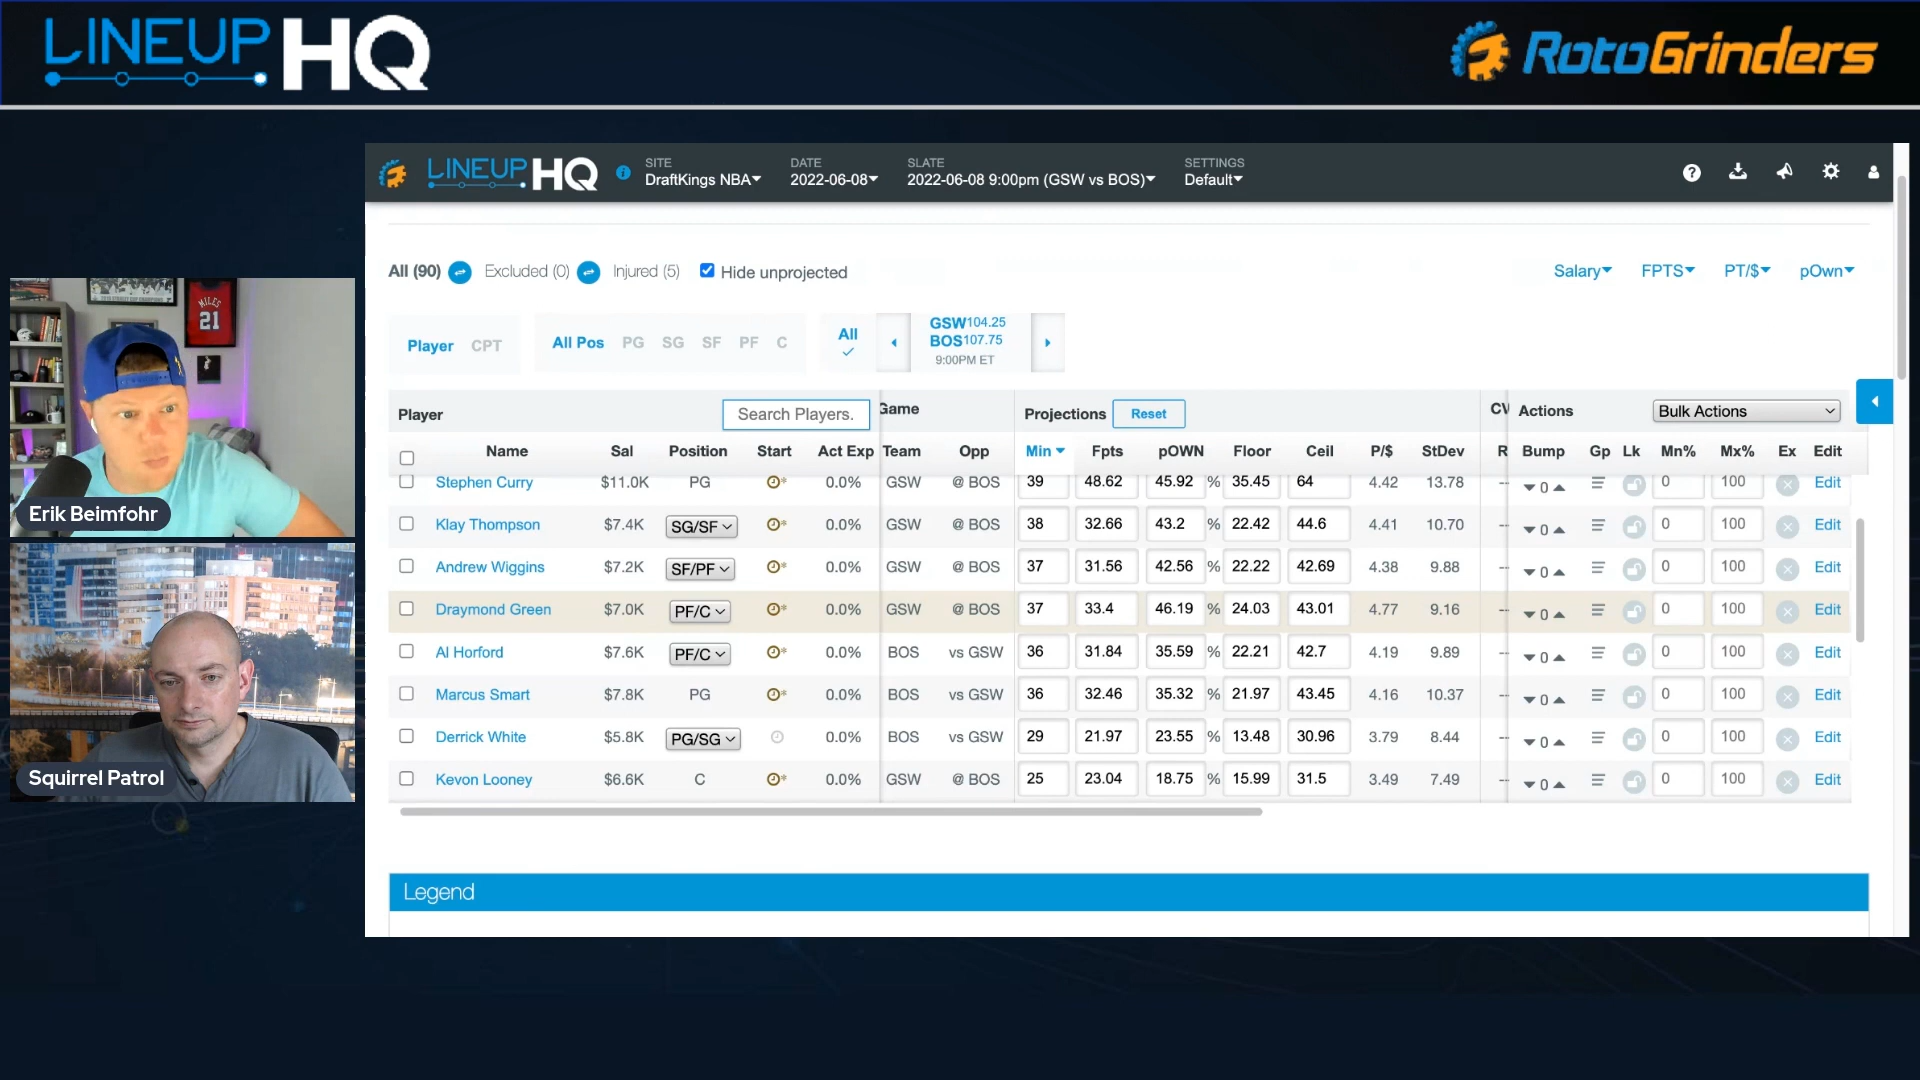 LINEUP HQ
RotoGrinders
LINEUP HQ
SITE
DraftKings NBA
DATE
2022-06-08
SLATE
2022-06-08 9:00pm (GSW vs BOS)
SETTINGS
Default
All (90) Excluded (0) Injured (5) Hide unprojected
Salary FPTS PT/$ pOwn
Player CPT
All Pos PG SG SF PF C
All
GSW 104.25
BOS 107.75
9:00PM ET
Player Search Players. Game Projections Reset CV Actions Bulk Actions
Name Sal Position Start Act Exp Team Opp Min Fpts pOWN Floor Ceil P/$ StDev R Bump Gp Lk Mn% Mx% Ex Edit
Stephen Curry $11.0K PG 0.0% GSW @ BOS 39 48.62 45.92 % 35.45 64 4.42 13.78 -- 0 0 100 Edit
Klay Thompson $7.4K SG/SF 0.0% GSW @ BOS 38 32.66 43.2 % 22.42 44.6 4.41 10.70 -- 0 0 100 Edit
Andrew Wiggins $7.2K SF/PF 0.0% GSW @ BOS 37 31.56 42.56 % 22.22 42.69 4.38 9.88 -- 0 0 100 Edit
Draymond Green $7.0K PF/C 0.0% GSW @ BOS 37 33.4 46.19 % 24.03 43.01 4.77 9.16 -- 0 0 100 Edit
Al Horford $7.6K PF/C 0.0% BOS vs GSW 36 31.84 35.59 % 22.21 42.7 4.19 9.89 -- 0 0 100 Edit
Marcus Smart $7.8K PG 0.0% BOS vs GSW 36 32.46 35.32 % 21.97 43.45 4.16 10.37 -- 0 0 100 Edit
Derrick White $5.8K PG/SG 0.0% BOS vs GSW 29 21.97 23.55 % 13.48 30.96 3.79 8.44 -- 0 0 100 Edit
Kevon Looney $6.6K C 0.0% GSW @ BOS 25 23.04 18.75 % 15.99 31.5 3.49 7.49 -- 0 0 100 Edit
Legend
MILES
21
Erik Beimfohr
Squirrel Patrol